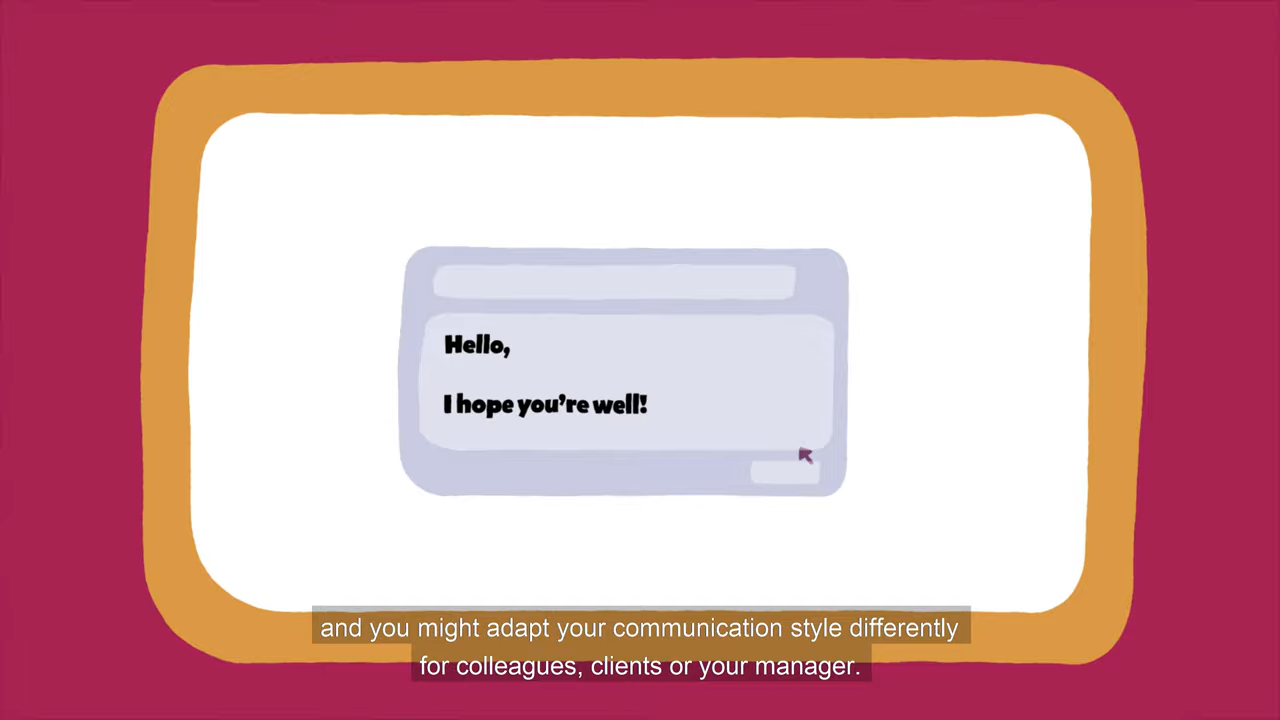 Hello,
I hope you're well!
and you might adapt your communication style differently
for colleagues, clients or your manager.